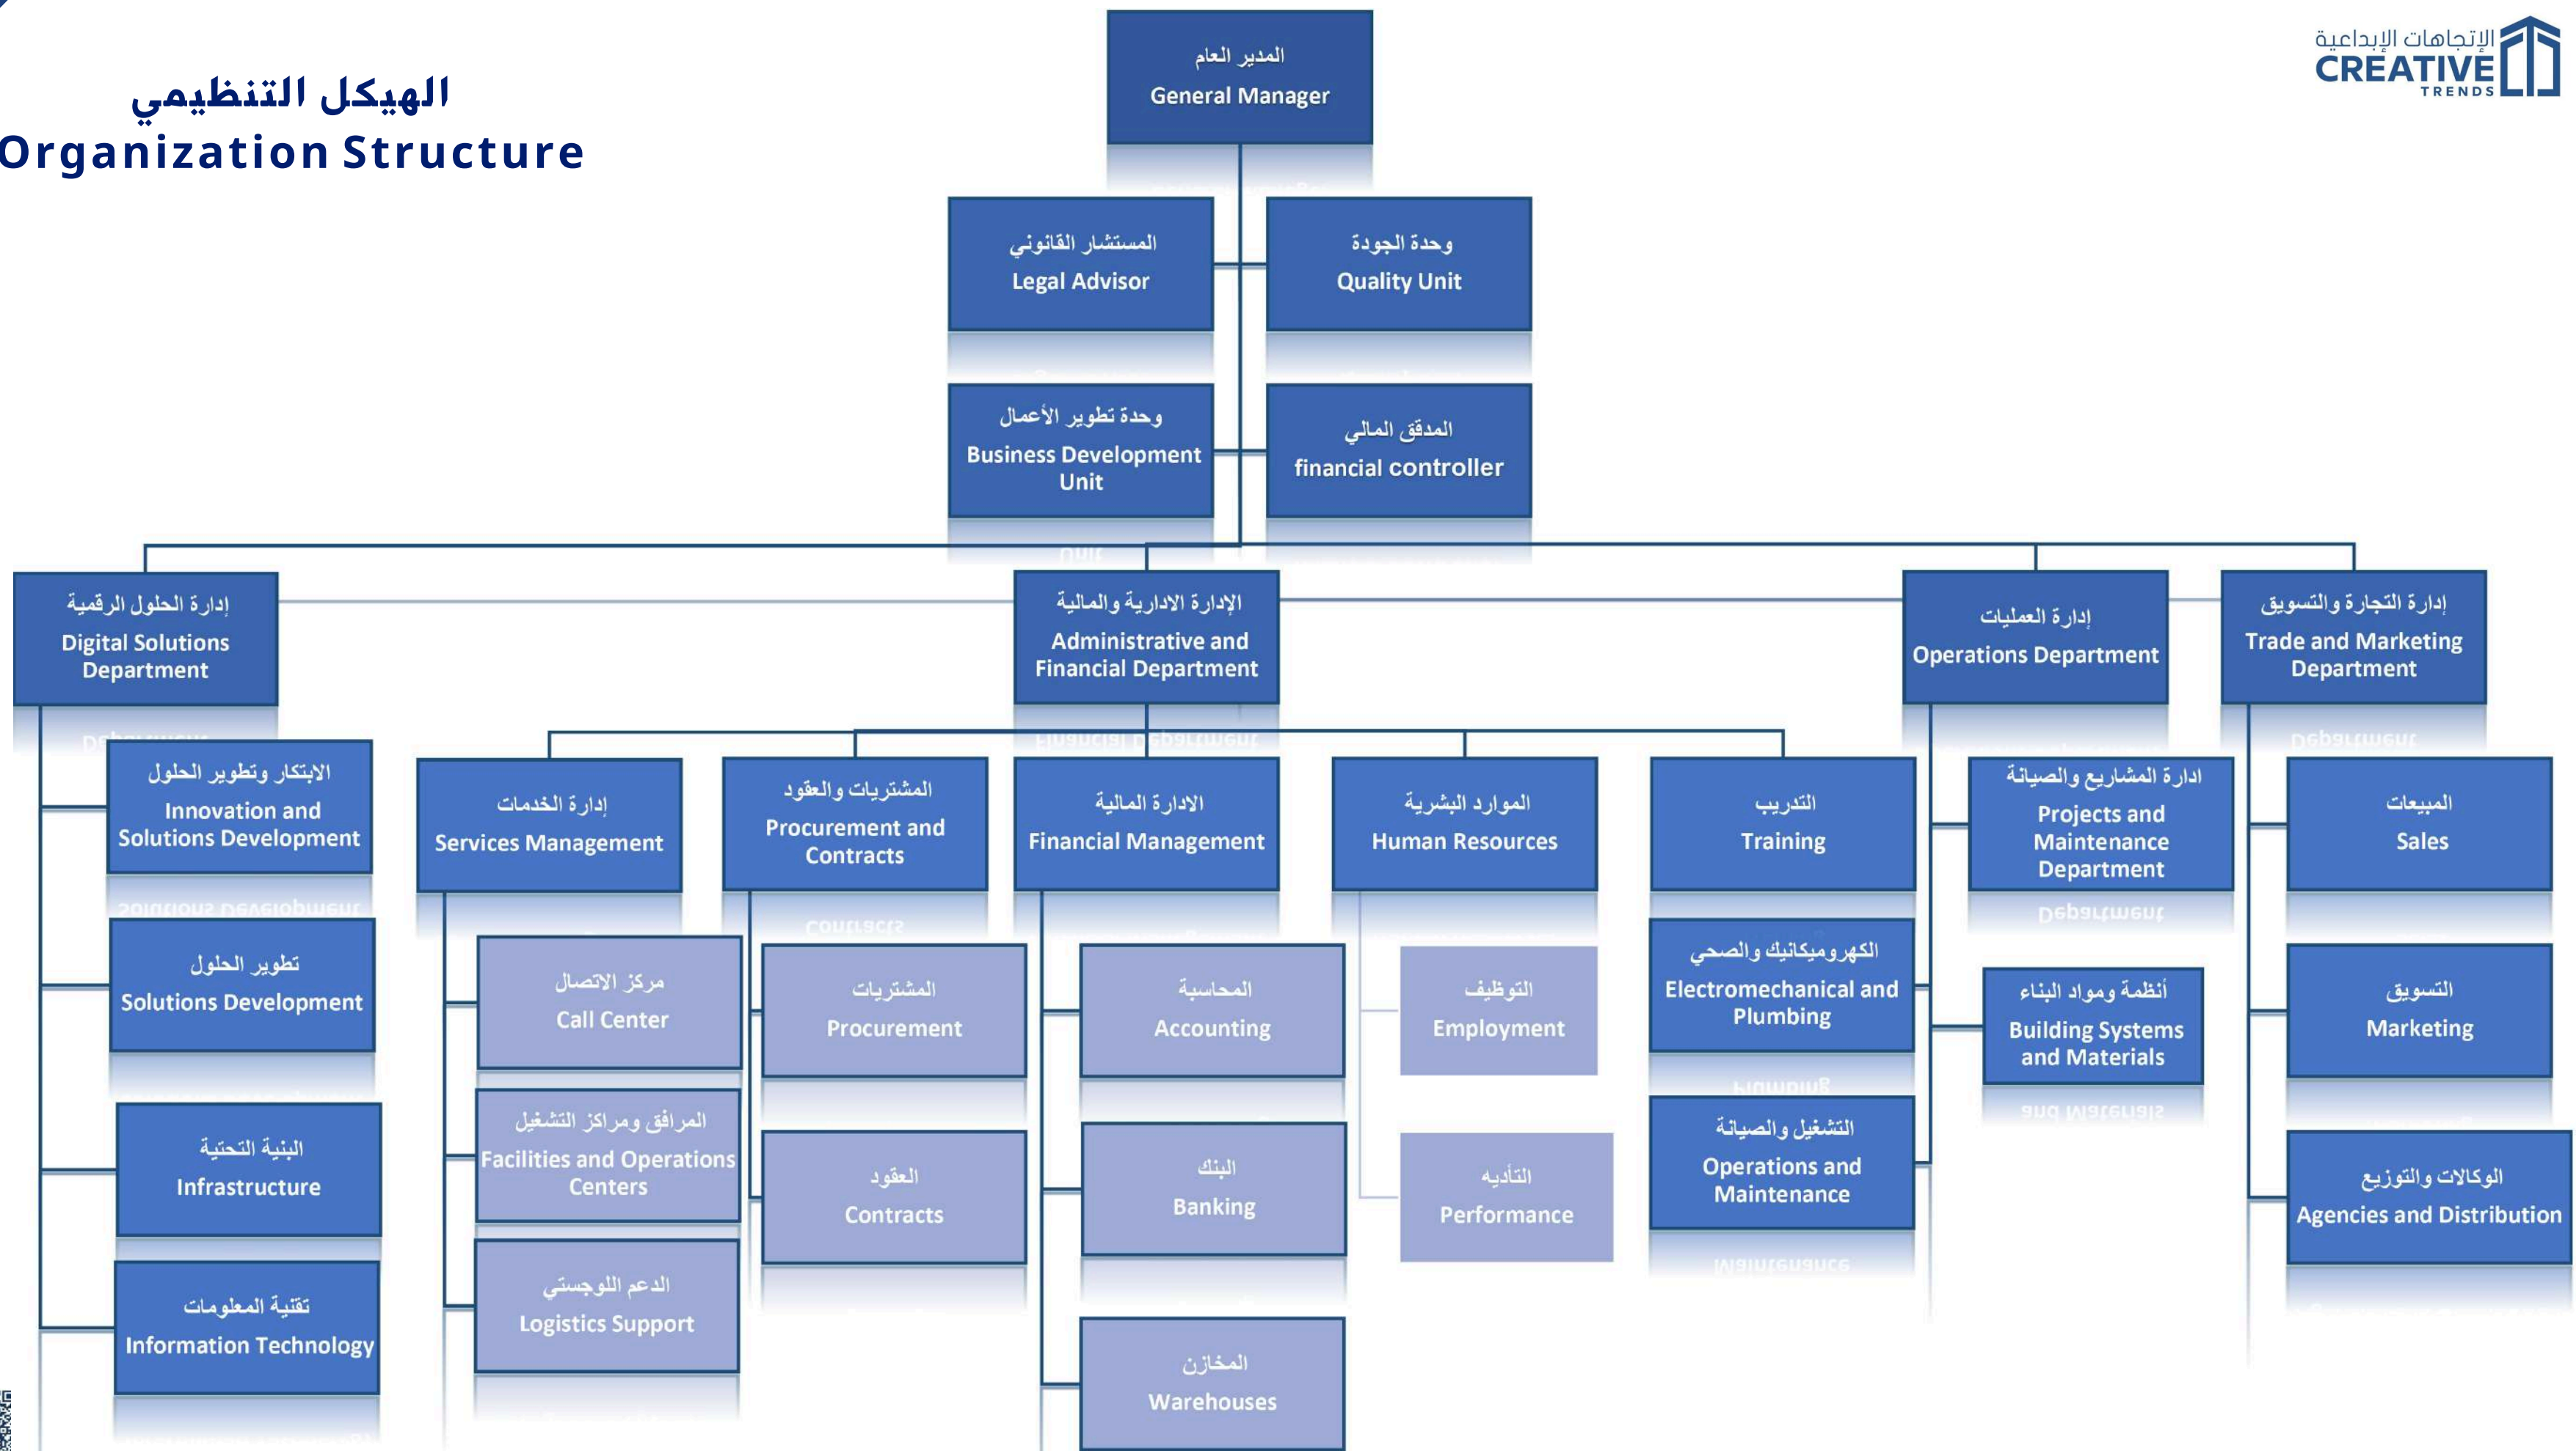 الهيكل التنظيمي
Organization Structure
الإتجاهات الإبداعية
CREATIVE
TRENDS
المدير العام
General Manager
المستشار القانوني
Legal Advisor
وحدة الجودة
Quality Unit
وحدة تطوير الأعمال
Business Development
Unit
المدقق المالي
financial controller
إدارة الحلول الرقمية
Digital Solutions
Department
الإدارة الادارية والمالية
Administrative and
Financial Department
إدارة العمليات
Operations Department
إدارة التجارة والتسويق
Trade and Marketing
Department
الابتكار وتطوير الحلول
Innovation and
Solutions Development
تطوير الحلول
Solutions Development
البنية التحتية
Infrastructure
تقنية المعلومات
Information Technology
إدارة الخدمات
Services Management
مركز الاتصال
Call Center
المرافق ومراكز التشغيل
Facilities and Operations
Centers
الدعم اللوجستي
Logistics Support
المشتريات والعقود
Procurement and
Contracts
المشتريات
Procurement
العقود
Contracts
الادارة المالية
Financial Management
المحاسبة
Accounting
البنك
Banking
المخازن
Warehouses
الموارد البشرية
Human Resources
التوظيف
Employment
التأديه
Performance
التدريب
Training
الكهروميكانيك والصحي
Electromechanical and
Plumbing
التشغيل والصيانة
Operations and
Maintenance
ادارة المشاريع والصيانة
Projects and
Maintenance
Department
أنظمة ومواد البناء
Building Systems
and Materials
المبيعات
Sales
التسويق
Marketing
الوكالات والتوزيع
Agencies and Distribution